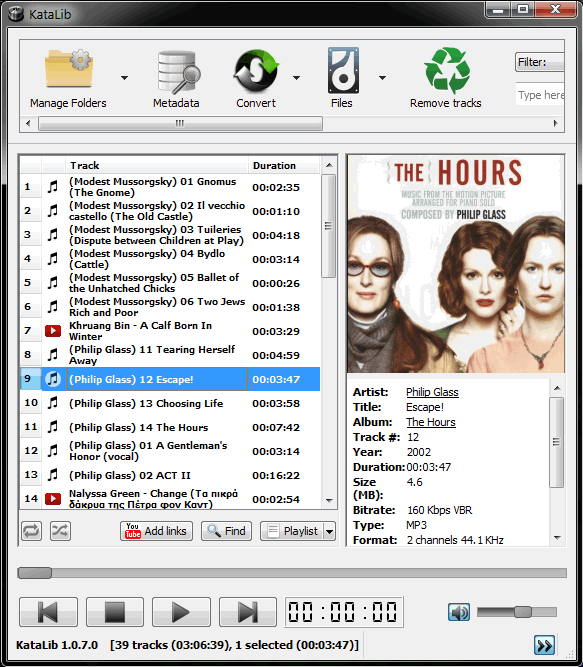 KataLib
Manage Folders
Metadata
Convert
Files
Remove tracks
Filter:
Type here
Track Duration
1 (Modest Mussorgsky) 01 Gnomus
(The Gnome) 00:02:35
2 (Modest Mussorgsky) 02 Il vecchio
castello (The Old Castle) 00:01:10
3 (Modest Mussorgsky) 03 Tuileries
(Dispute between Children at Play) 00:04:18
4 (Modest Mussorgsky) 04 Bydlo
(Cattle) 00:03:14
5 (Modest Mussorgsky) 05 Ballet of
the Unhatched Chicks 00:00:26
6 (Modest Mussorgsky) 06 Two Jews
Rich and Poor 00:01:38
7 Khruang Bin - A Calf Born In
Winter 00:03:29
8 (Philip Glass) 11 Tearing Herself
Away 00:04:59
9 (Philip Glass) 12 Escape! 00:03:47
10 (Philip Glass) 13 Choosing Life 00:03:58
11 (Philip Glass) 14 The Hours 00:07:42
12 (Philip Glass) 01 A Gentleman's
Honor (vocal) 00:03:14
13 (Philip Glass) 02 ACT II 00:16:22
14 Nalyssa Green - Change (Τα πικρά
δάκρυα της Πέτρα φον Καντ) 00:02:54
THE HOURS
MUSIC FROM THE MOTION PICTURE
ARRANGED FOR PIANO SOLO
COMPOSED BY PHILIP GLASS
Artist: Philip Glass
Title: Escape!
Album: The Hours
Track #: 12
Year: 2002
Duration: 00:03:47
Size
(MB): 4.6
Bitrate: 160 Kbps VBR
Type: MP3
Format: 2 channels 44.1 KHz
You
Tube Add links
Find
Playlist
00:00:00
KataLib 1.0.7.0 [39 tracks (03:06:39), 1 selected (00:03:47)]